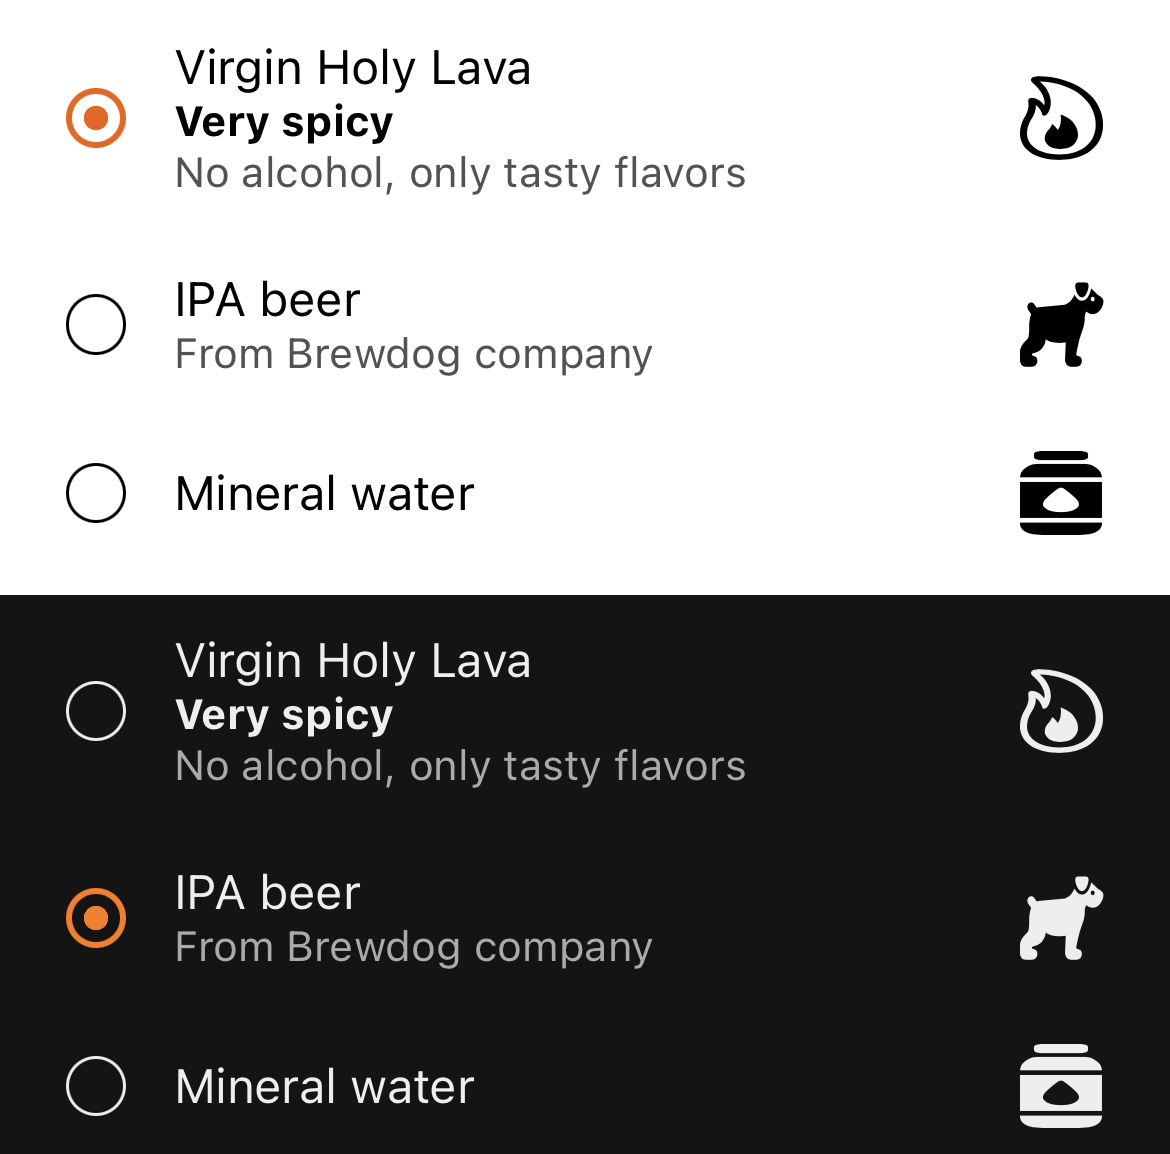 Virgin Holy Lava
Very spicy
No alcohol, only tasty flavors
IPA beer
From Brewdog company
Mineral water
Virgin Holy Lava
Very spicy
No alcohol, only tasty flavors
IPA beer
From Brewdog company
Mineral water